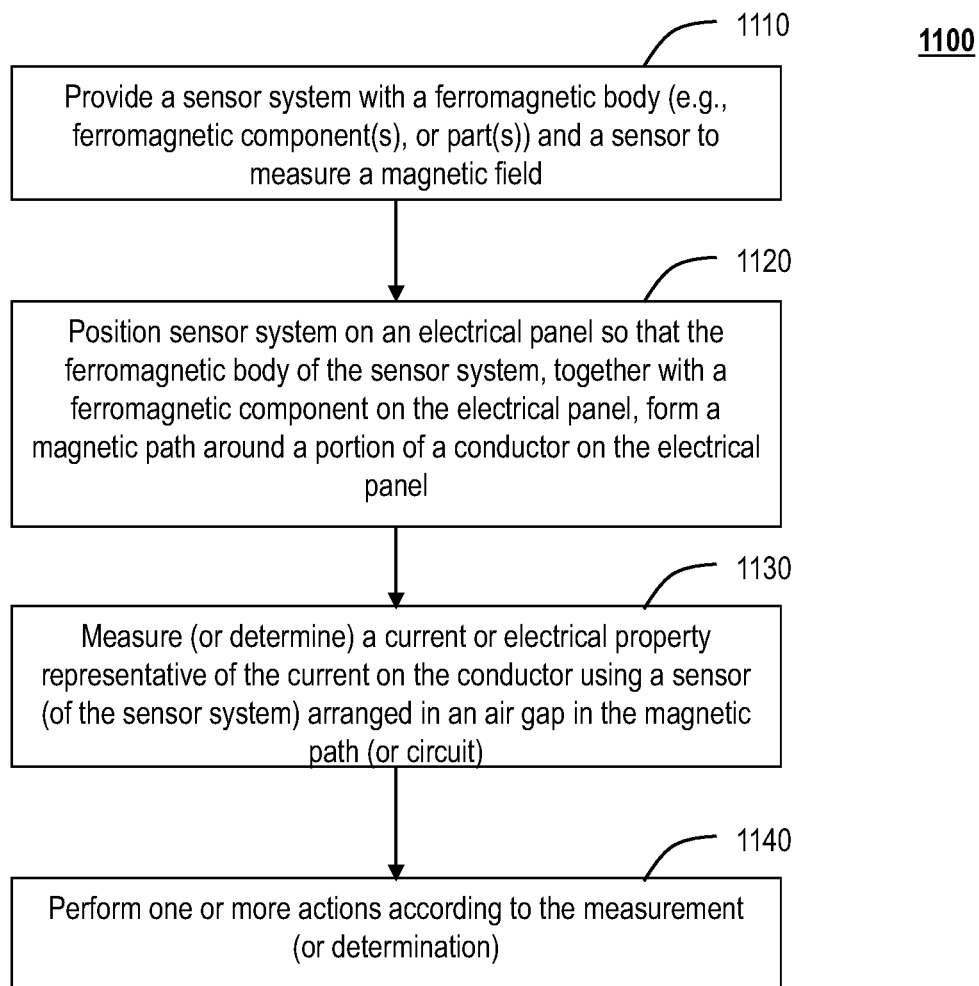 1110
1100
Provide a sensor system with a ferromagnetic body (e.g.,
ferromagnetic component(s), or part(s)) and a sensor to
measure a magnetic field
1120
Position sensor system on an electrical panel so that the
ferromagnetic body of the sensor system, together with a
ferromagnetic component on the electrical panel, form a
magnetic path around a portion of a conductor on the electrical
panel
1130
Measure (or determine) a current or electrical property
representative of the current on the conductor using a sensor
(of the sensor system) arranged in an air gap in the magnetic
path (or circuit)
1140
Perform one or more actions according to the measurement
(or determination)